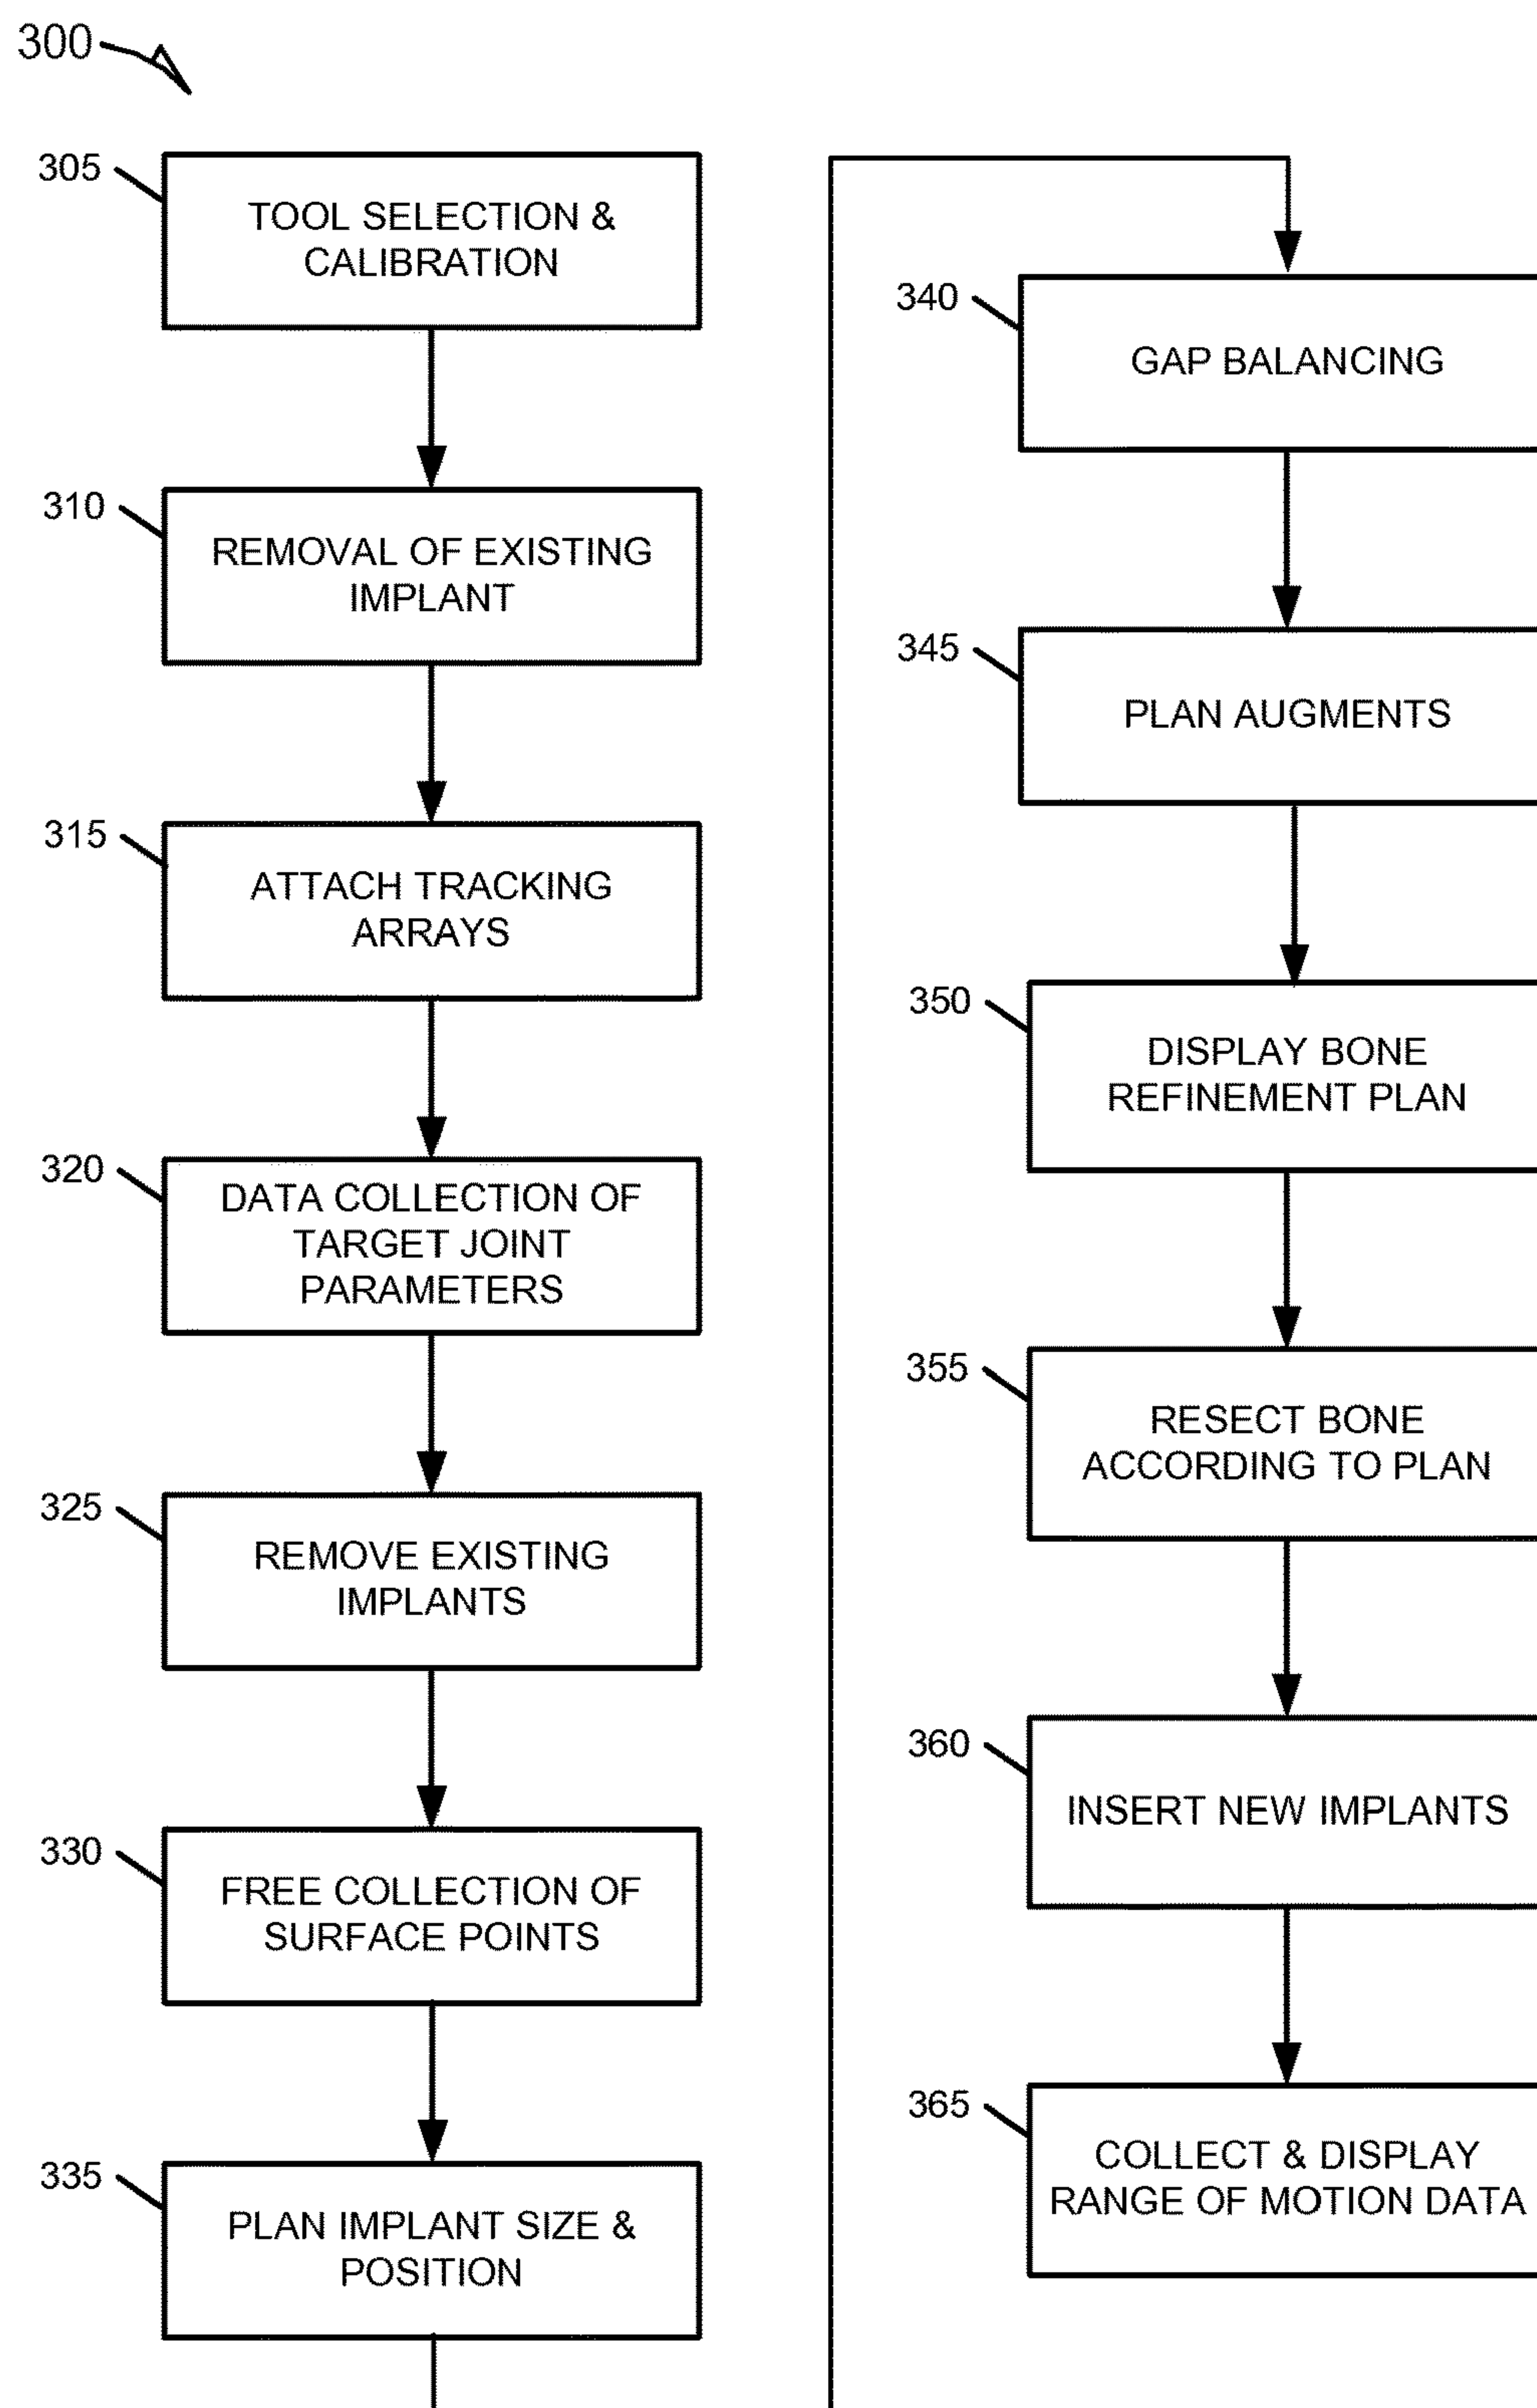 300
305
TOOL SELECTION &
CALIBRATION
310
REMOVAL OF EXISTING
IMPLANT
315
ATTACH TRACKING
ARRAYS
320
DATA COLLECTION OF
TARGET JOINT
PARAMETERS
325
REMOVE EXISTING
IMPLANTS
330
FREE COLLECTION OF
SURFACE POINTS
335
PLAN IMPLANT SIZE &
POSITION
340
GAP BALANCING
345
PLAN AUGMENTS
350
DISPLAY BONE
REFINEMENT PLAN
355
RESECT BONE
ACCORDING TO PLAN
360
INSERT NEW IMPLANTS
365
COLLECT & DISPLAY
RANGE OF MOTION DATA